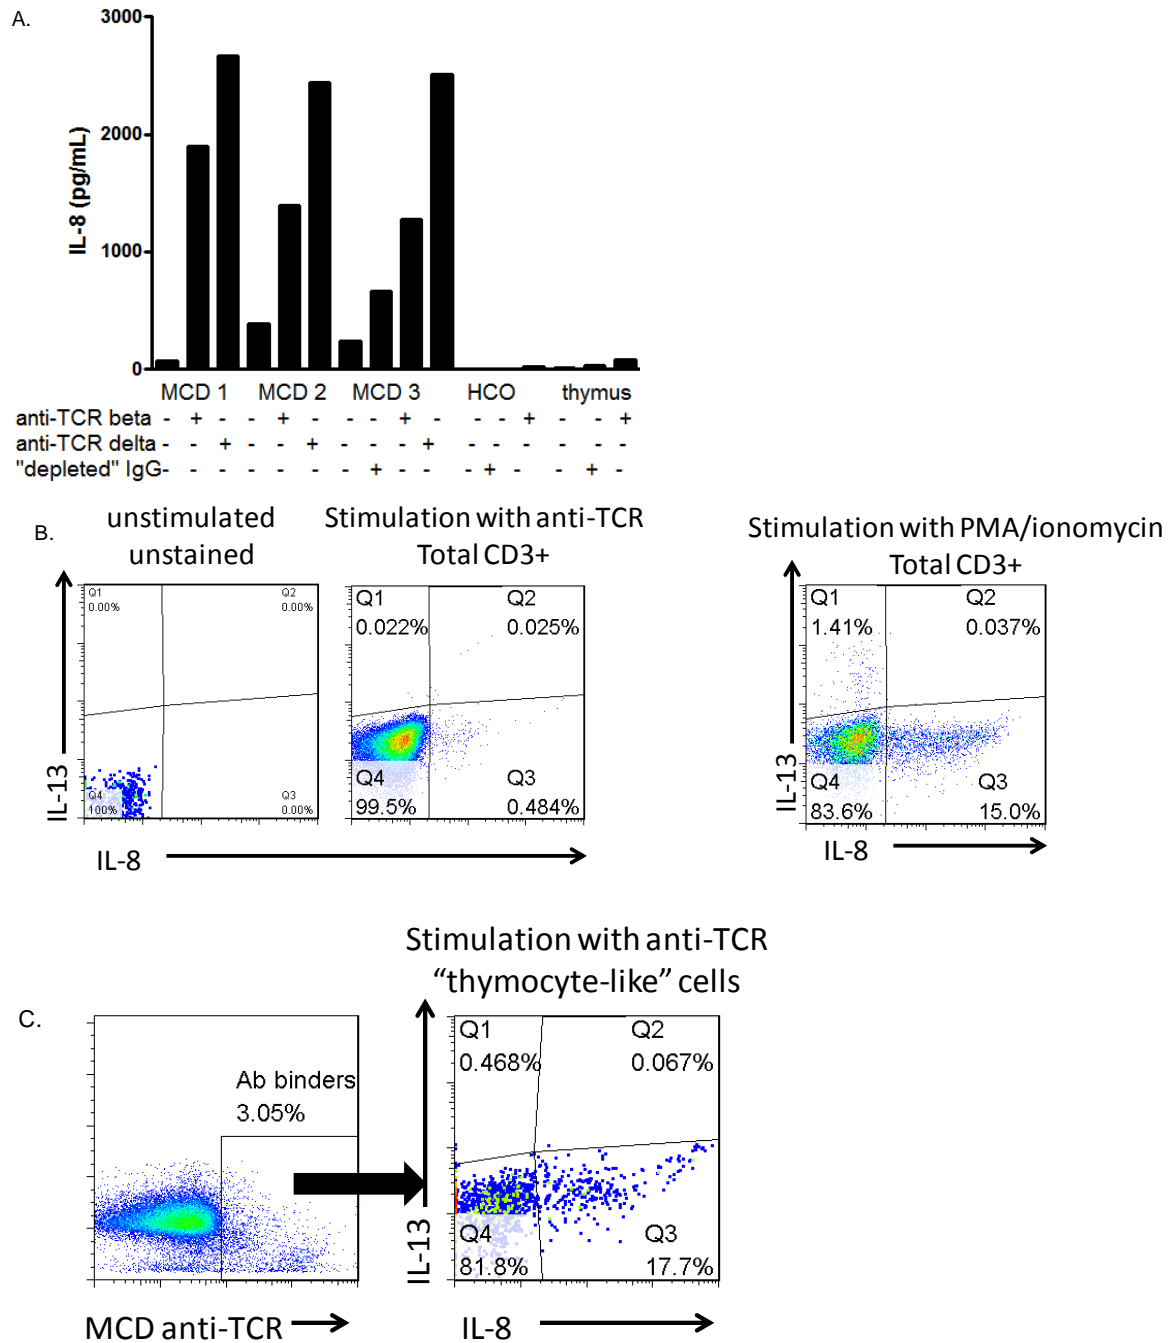 A.
3000
2000
1000
0
IL-8 (pg/mL)
MCD 1 MCD 2 MCD 3 HCO thymus
anti-TCR beta - + - - + - - - + - - - + - - +
anti-TCR delta - - + - - + - - - + - - - - - -
"depleted" IgG- - - - - - - + - - - + - - + -
B.
unstimulated
unstained
Stimulation with anti-TCR
Total CD3+
Stimulation with PMA/ionomycin
Total CD3+
Q1
0.00%
Q2
0.00%
Q4
100%
Q3
0.00%
Q1
0.022%
Q2
0.025%
Q4
99.5%
Q3
0.484%
Q1
1.41%
Q2
0.037%
Q4
83.6%
Q3
15.0%
IL-13
IL-8
IL-13
IL-8
Stimulation with anti-TCR
“thymocyte-like” cells
C.
Ab binders
3.05%
MCD anti-TCR
Q1
0.468%
Q2
0.067%
Q4
81.8%
Q3
17.7%
IL-13
IL-8